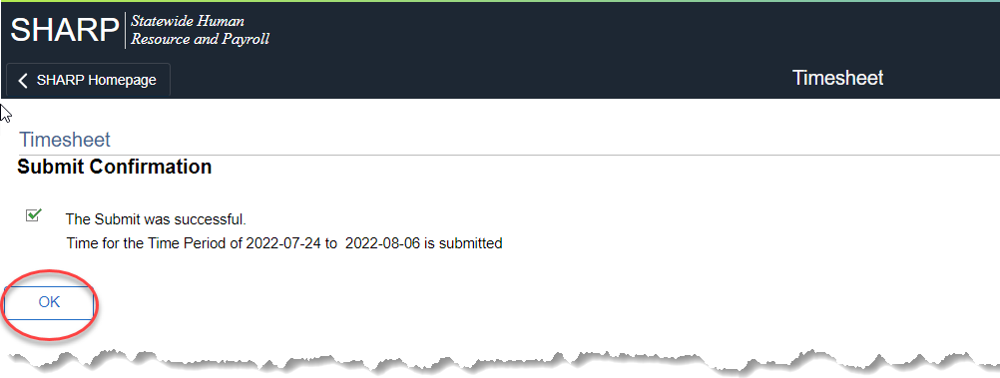 SHARP Statewide Human
Resource and Payroll
SHARP Homepage
Timesheet
Timesheet
Submit Confirmation
The Submit was successful.
Time for the Time Period of 2022-07-24 to 2022-08-06 is submitted
OK